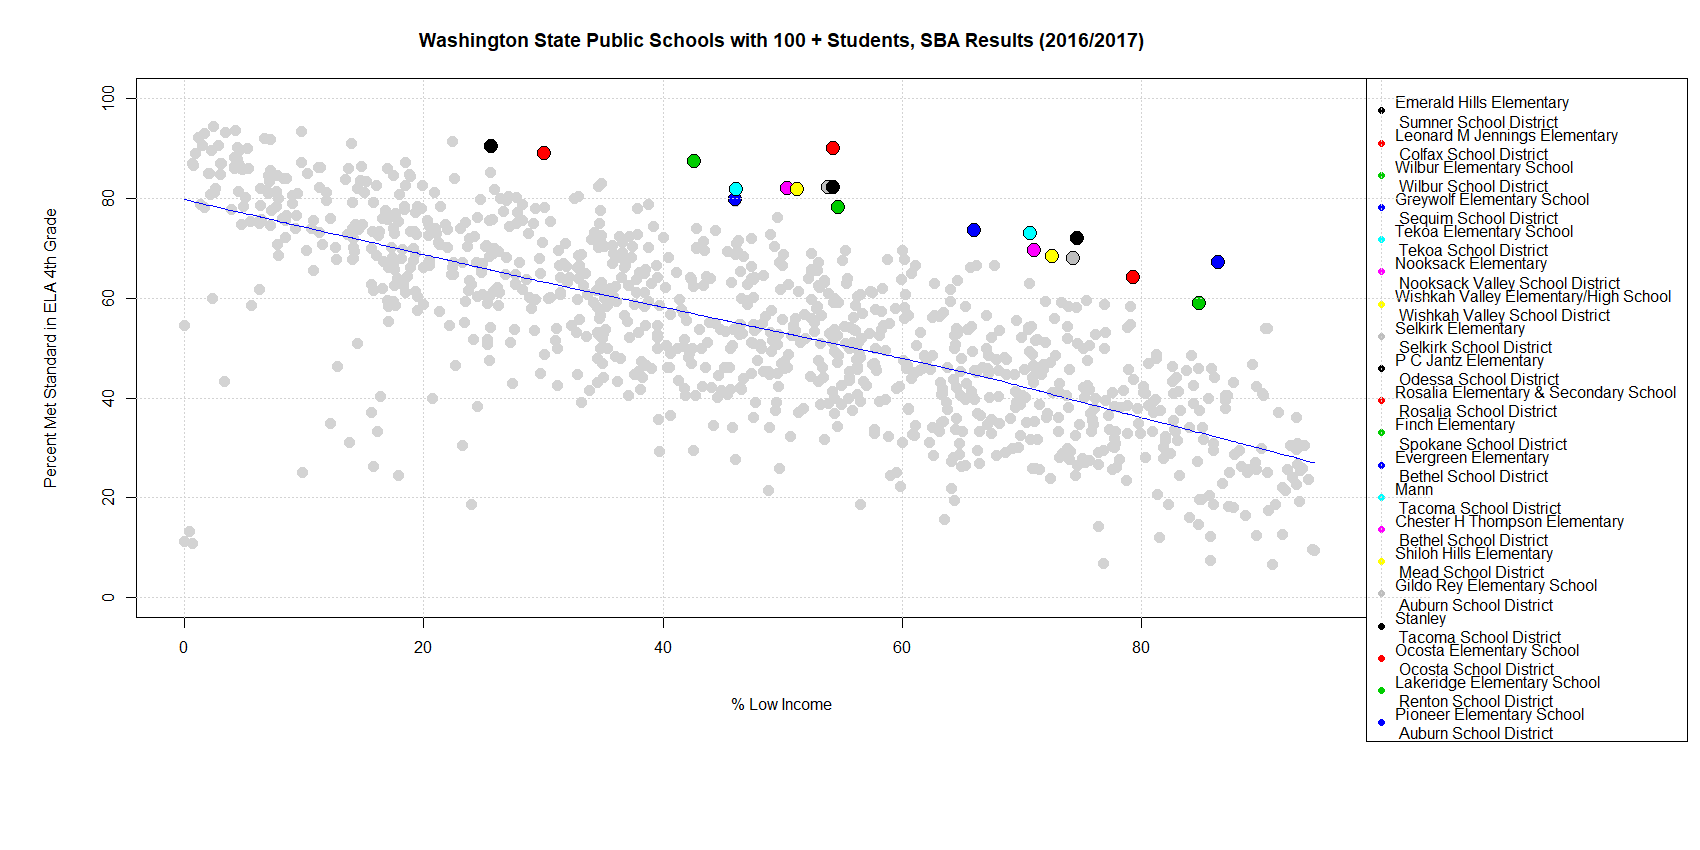 Washington State Public Schools with 100 + Students, SBA Results (2016/2017)
Percent Met Standard in ELA 4th Grade
100
80
60
40
20
0
0 20 40 60 80
% Low Income
Emerald Hills Elementary
Sumner School District
Leonard M Jennings Elementary
Colfax School District
Wilbur Elementary School
Wilbur School District
Greywolf Elementary School
Sequim School District
Tekoa Elementary School
Tekoa School District
Nooksack Elementary
Nooksack Valley School District
Wishkah Valley Elementary/High School
Wishkah Valley School District
Selkirk Elementary
Selkirk School District
P C Jantz Elementary
Odessa School District
Rosalia Elementary & Secondary School
Rosalia School District
Finch Elementary
Spokane School District
Evergreen Elementary
Bethel School District
Mann
Tacoma School District
Chester H Thompson Elementary
Bethel School District
Shiloh Hills Elementary
Mead School District
Gildo Rey Elementary School
Auburn School District
Stanley
Tacoma School District
Ocosta Elementary School
Ocosta School District
Lakeridge Elementary School
Renton School District
Pioneer Elementary School
Auburn School District